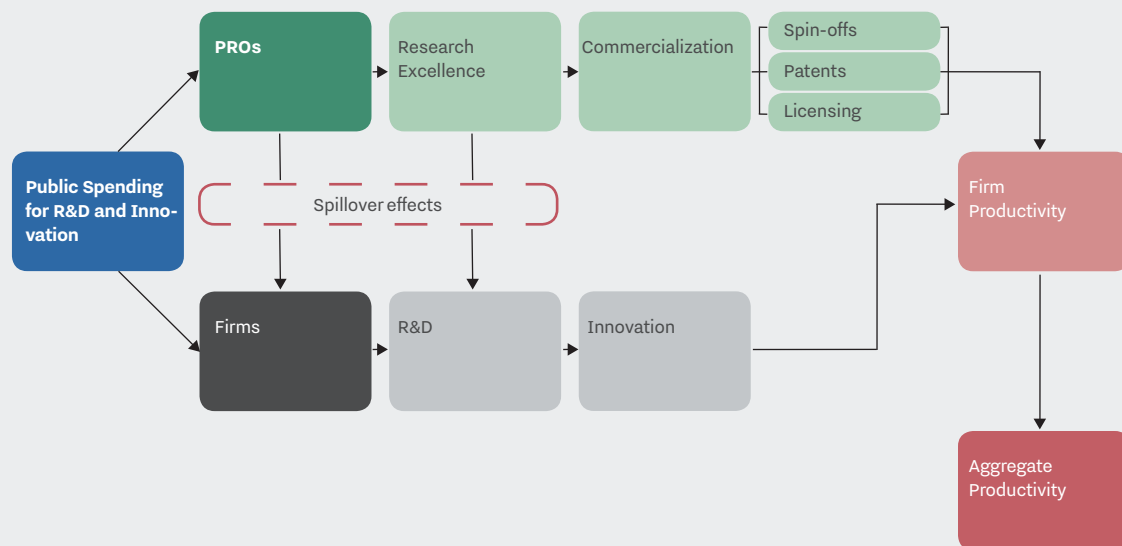 PROs
Research
Excellence
Commercialization
Spin-offs
Patents
Licensing
Public Spending
for R&D and Inno-
vation
Spillover effects
Firm
Productivity
Firms
R&D
Innovation
Aggregate
Productivity